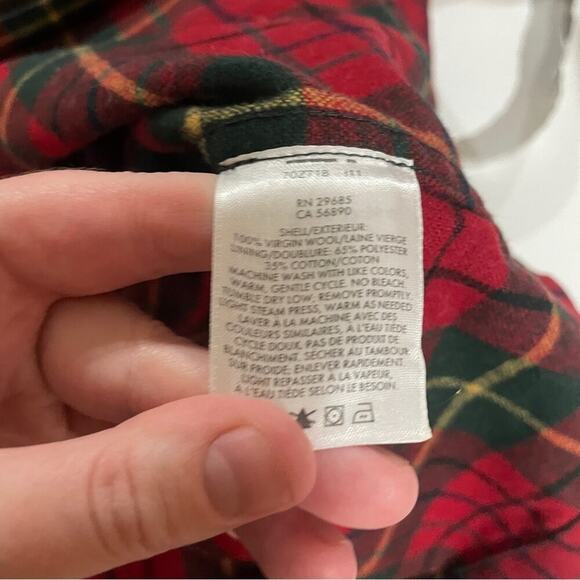 70Z71B
RN 29685
CA 56890
SHELL/EXTERIEUR:
100% VIRGIN WOOL/LAINE VIERGE
LINING/DOUBLURE: 65% POLYESTER
35% COTTON/COTON
MACHINE WASH WITH LIKE COLORS,
WARM, GENTLE CYCLE. NO BLEACH.
TUMBLE DRY LOW, REMOVE PROMPTLY.
LIGHT STEAM PRESS, WARM AS NEEDED
LAVER A LA MACHINE AVEC DES
COULEURS SIMILAIRES, A L'EAU TIÈDE
CYCLE DOUX. PAS DE PRODUIT DE
BLANCHIMENT. SÉCHER AU TAMBOUR
SUR FROIDE: ENLEVER RAPIDEMENT.
LIGHT REPASSER A LA VAPEUR,
A L'EAU TIÈDE SELON LE BESOIN.